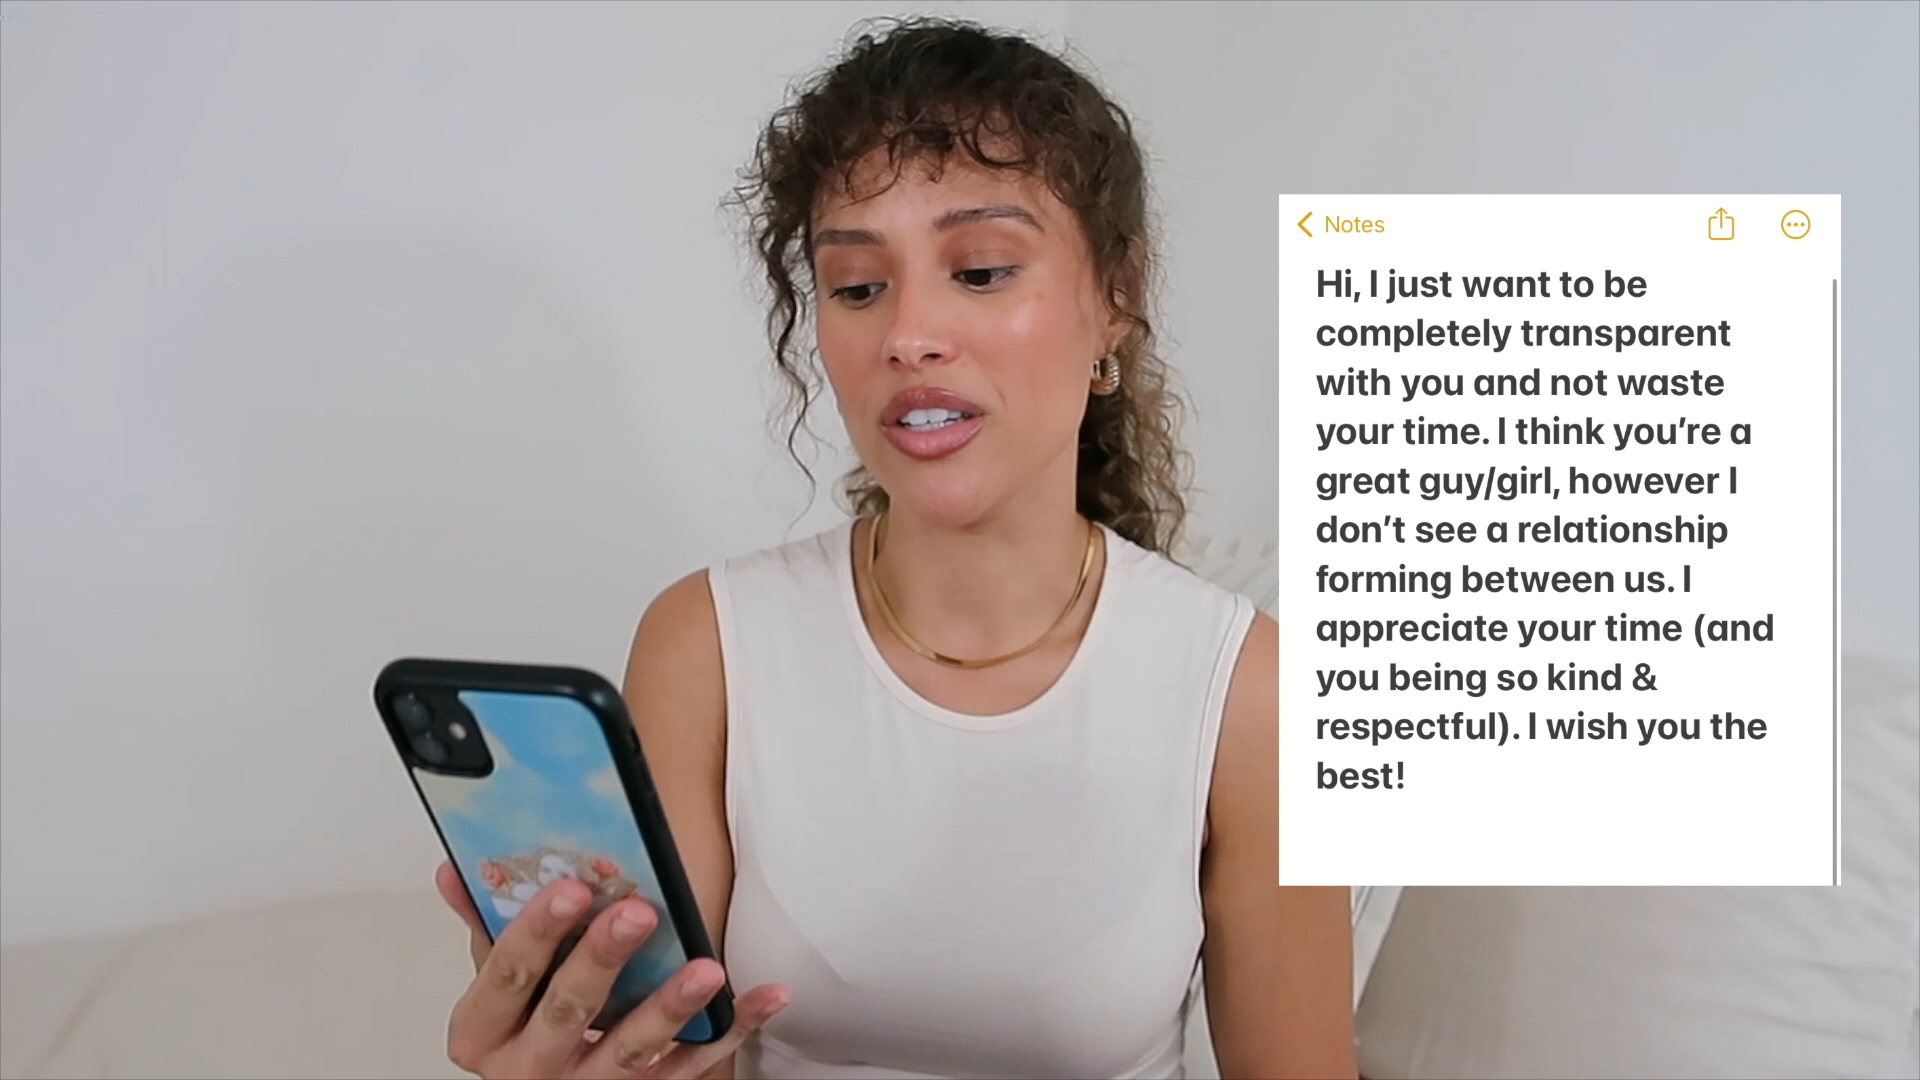 Notes
Hi, I just want to be
completely transparent
with you and not waste
your time. I think you’re a
great guy/girl, however I
don’t see a relationship
forming between us. I
appreciate your time (and
you being so kind &
respectful). I wish you the
best!